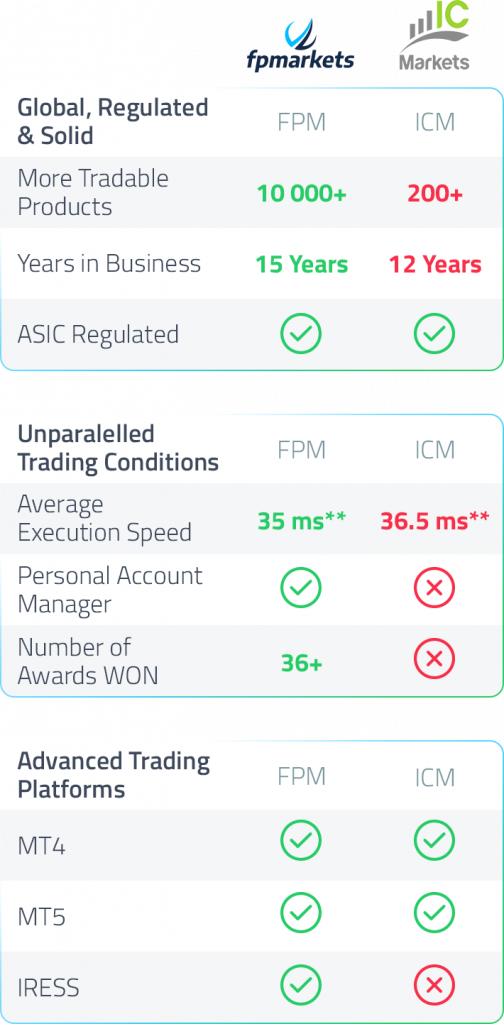 fpmarkets
IC
Markets
Global, Regulated
& Solid
FPM
ICM
More Tradable
Products
10 000+
200+
Years in Business
15 Years
12 Years
ASIC Regulated
Unparalelled
Trading Conditions
FPM
ICM
Average
Execution Speed
35 ms**
36.5 ms**
Personal Account
Manager
Number of
Awards WON
36+
Advanced Trading
Platforms
FPM
ICM
MT4
MT5
IRESS